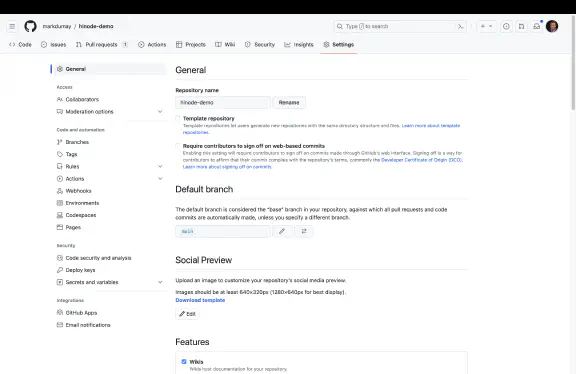 markdumay / hinode-demo
Type / to search
Code Issues Pull requests 1 Actions Projects Wiki Security Insights Settings
General
Access
Collaborators
Moderation options
Code and automation
Branches
Tags
Rules
Actions
Webhooks
Environments
Codespaces
Pages
Security
Code security and analysis
Deploy keys
Secrets and variables
Integrations
GitHub Apps
Email notifications
General
Repository name
hinode-demo Rename
Template repository
Template repositories let users generate new repositories with the same directory structure and files. Learn more about template
repositories.
Require contributors to sign off on web-based commits
Enabling this setting will require contributors to sign off on commits made through GitHub's web interface. Signing off is a way for
contributors to affirm that their commit complies with the repository's terms, commonly the Developer Certificate of Origin (DCO).
Learn more about signing off on commits.
Default branch
The default branch is considered the "base" branch in your repository, against which all pull requests and code
commits are automatically made, unless you specify a different branch.
main
Social Preview
Upload an image to customize your repository's social media preview.
Images should be at least 640×320px (1280×640px for best display).
Download template
Edit
Features
Wikis
Wikis host documentation for your repository.